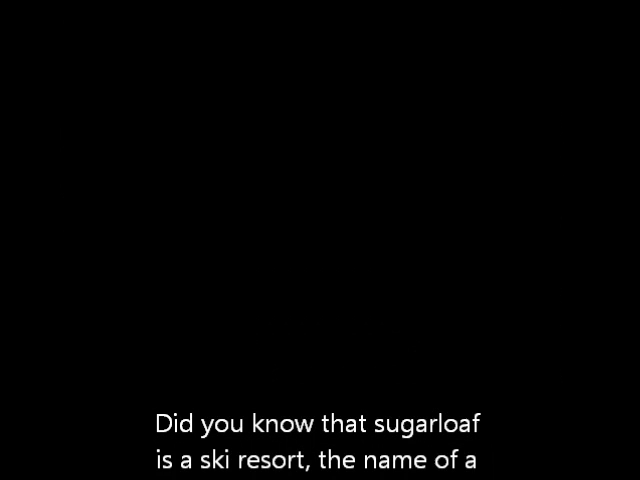 Did you know that sugarloaf
is a ski resort, the name of a